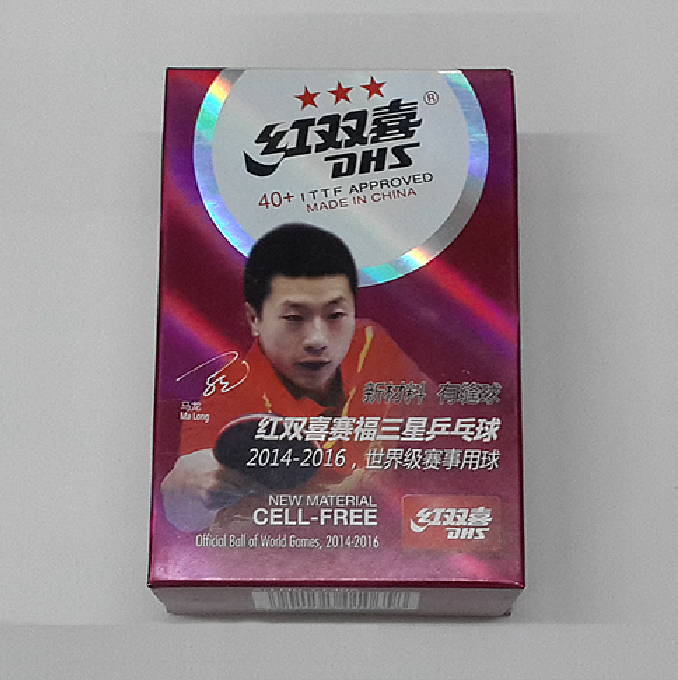 红双喜®
DHS
40+ ITTF APPROVED
MADE IN CHINA
马龙
Ma Long
新材料 有缝球
红双喜赛福三星乒乓球
2014-2016，世界级赛事用球
NEW MATERIAL
CELL-FREE
Official Ball of World Games, 2014-2016
红双喜
DHS